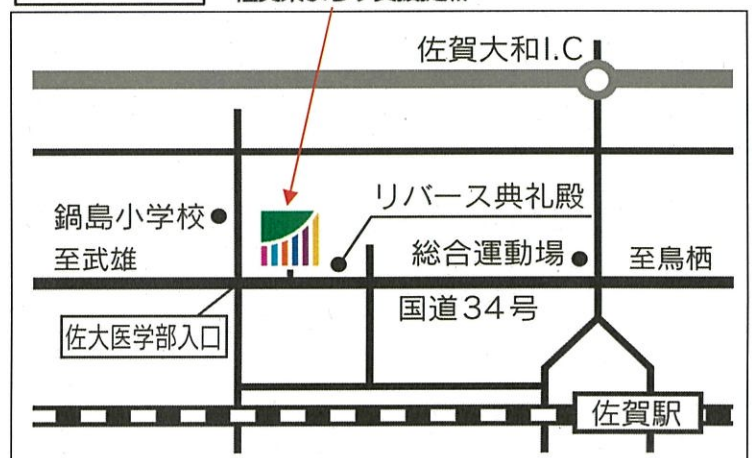 佐賀大和I.C
リバース典礼殿
鍋島小学校
総合運動場
至武雄
至鳥栖
国道34号
佐大医学部入口
佐賀駅